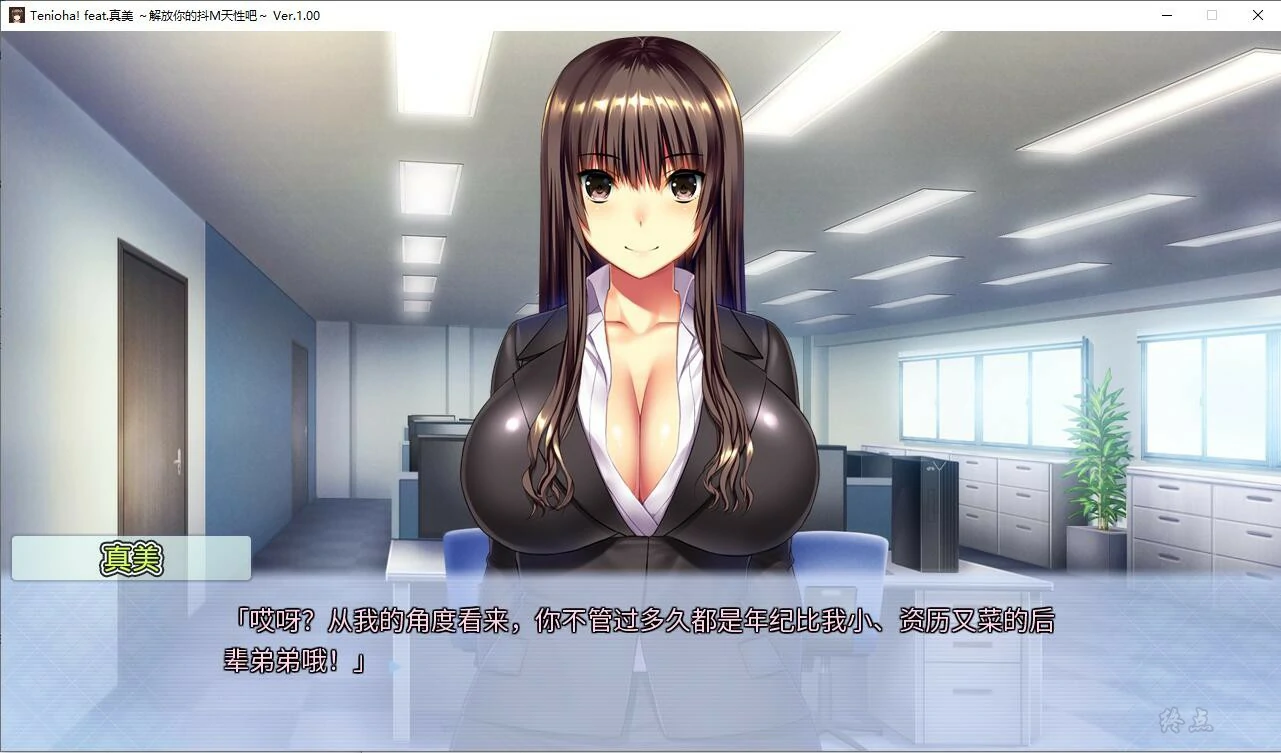 Tenioha! feat.真美 ～解放你的抖M天性吧～ Ver.1.00
真美
「哎呀？从我的角度看来，你不管过多久都是年纪比我小、资历又菜的后
辈弟弟哦！」
终点